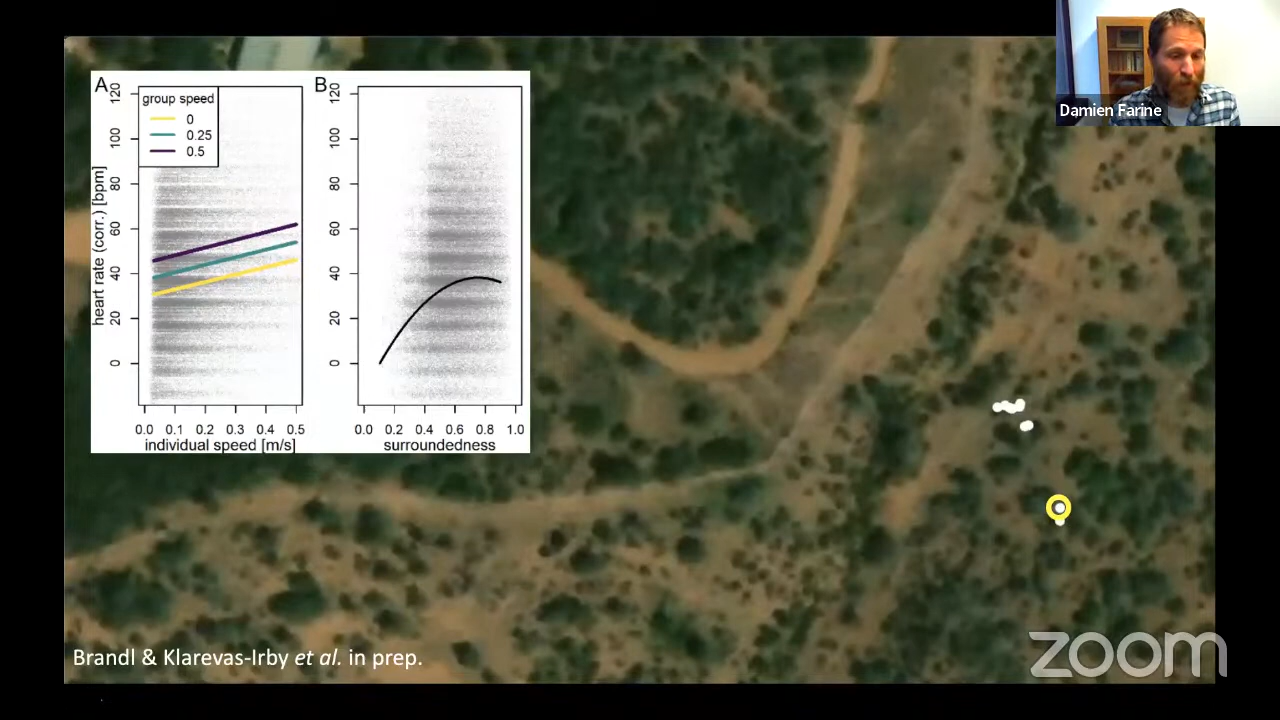 Damien Farine
A
group speed
0
0.25
0.5
heart rate (corr.) [bpm]
120
100
80
60
40
20
0
0.0 0.1 0.2 0.3 0.4 0.5
individual speed [m/s]
B
120
100
80
60
40
20
0
0.0 0.2 0.4 0.6 0.8 1.0
surroundedness
Brandl & Klarevas-Irby et al. in prep.
zoom